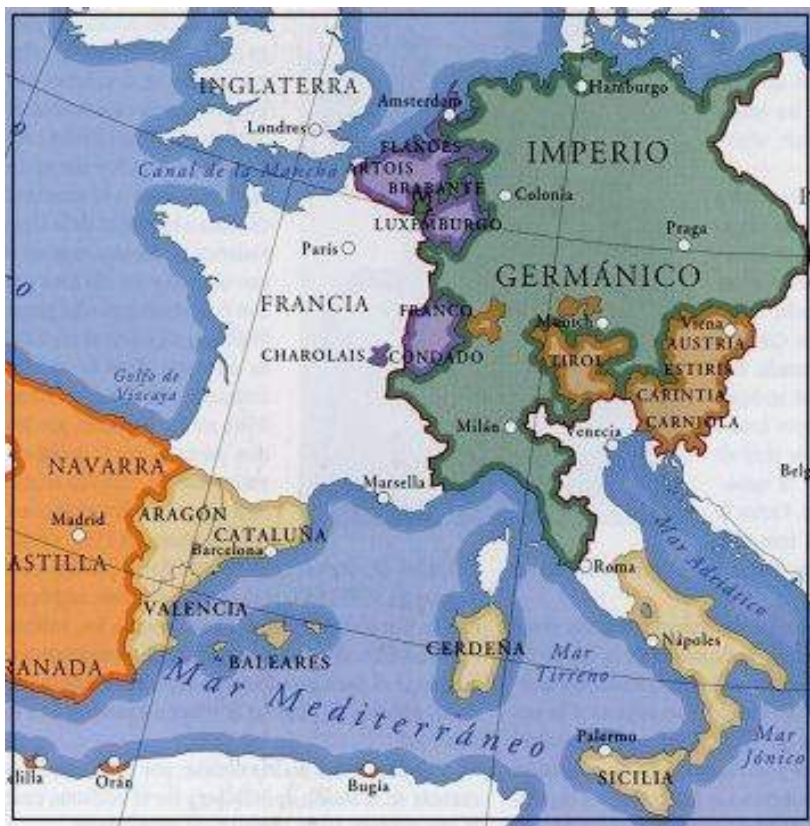 INGLATERRA
Londres
Canal de la Mancha
Amsterdam
Hamburgo
FLANDES
ARTOIS
BRABANTE
LUXEMBURGO
IMPERIO
GERMÁNICO
Colonia
Praga
París
FRANCIA
CHAROLAIS
FRANCO
CONDADO
Munich
TIROL
Viena
AUSTRIA
ESTIRIA
CARINTIA
CARNIOLA
Golfo de
Vizcaya
Milán
Venecia
Marsella
NAVARRA
Madrid
ARAGÓN
CATALUÑA
Barcelona
VALENCIA
BALEARES
CERDEÑA
Roma
Mar Adriático
Nápoles
Mar
Tirreno
Mar Mediterráneo
Palermo
SICILIA
Mar
Jónico
Orán
Bugía